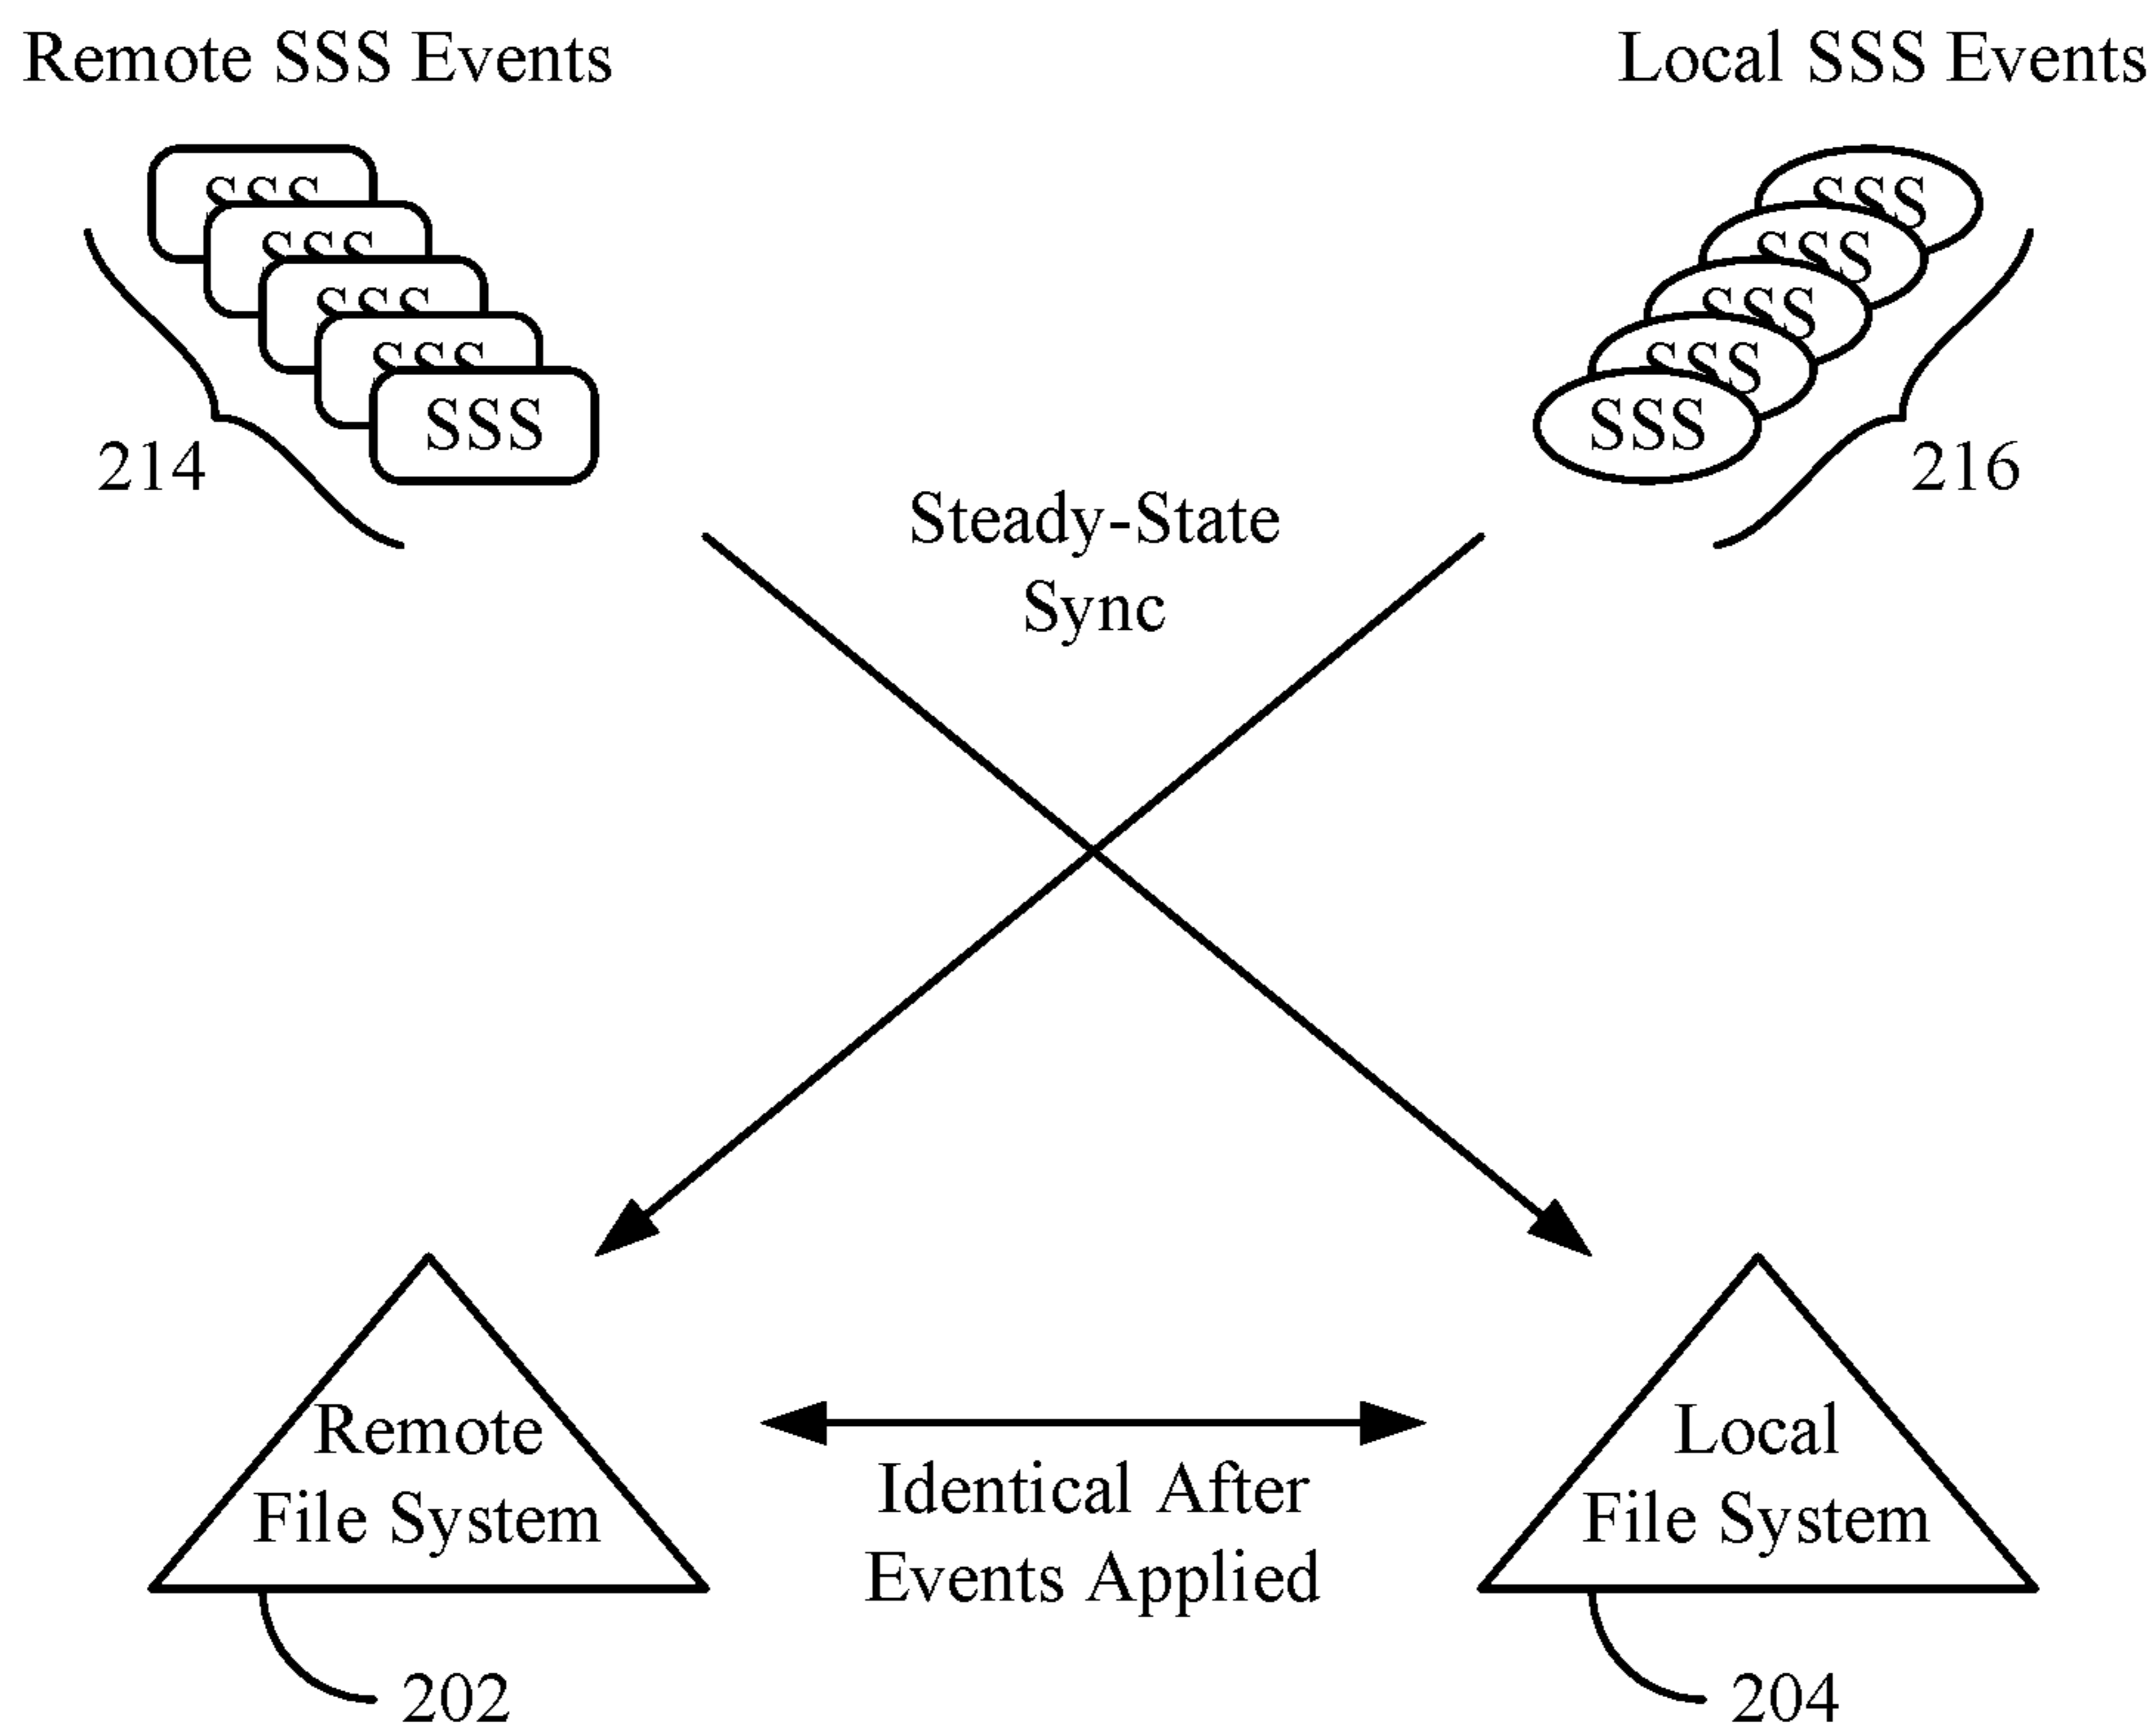 Remote SSS Events
Local SSS Events
SSS
SSS
SSS
SSS
SSS
SSS
SSS
SSS
SSS
SSS
214
216
Steady-State
Sync
Remote
File System
Local
File System
Identical After
Events Applied
202
204